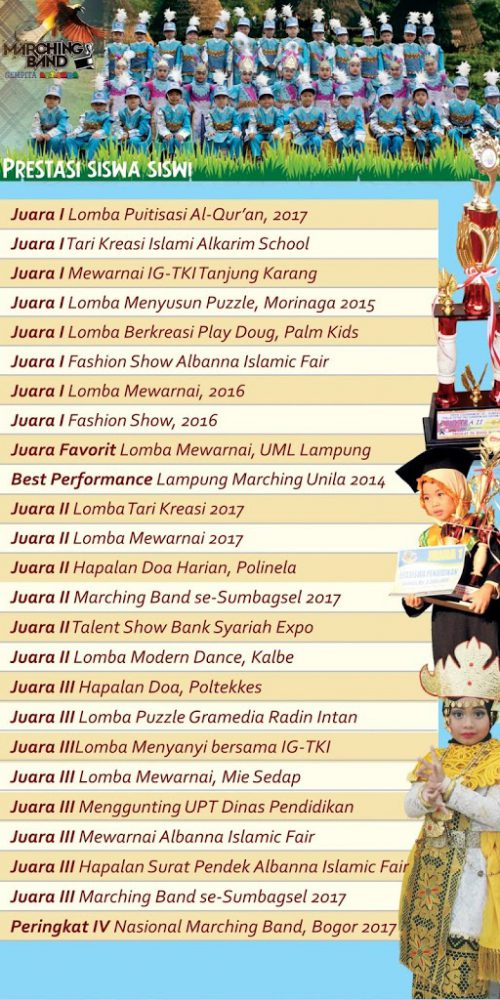 MARCHING
BAND
GEMPITA
PRESTASI SISWA SISWI
Juara I Lomba Puitisasi Al-Qur'an, 2017
Juara I Tari Kreasi Islami Alkarim School
Juara I Mewarnai IG-TKI Tanjung Karang
Juara I Lomba Menyusun Puzzle, Morinaga 2015
Juara I Lomba Berkreasi Play Doug, Palm Kids
Juara I Fashion Show Albanna Islamic Fair
Juara I Lomba Mewarnai, 2016
Juara I Fashion Show, 2016
Juara Favorit Lomba Mewarnai, UML Lampung
Best Performance Lampung Marching Unila 2014
Juara II Lomba Tari Kreasi 2017
Juara II Lomba Mewarnai 2017
Juara II Hapalan Doa Harian, Polinela
Juara II Marching Band se-Sumbagsel 2017
Juara II Talent Show Bank Syariah Expo
Juara II Lomba Modern Dance, Kalbe
Juara III Hapalan Doa, Poltekkes
Juara III Lomba Puzzle Gramedia Radin Intan
Juara III Lomba Menyanyi bersama IG-TKI
Juara III Lomba Mewarnai, Mie Sedap
Juara III Menggunting UPT Dinas Pendidikan
Juara III Mewarnai Albanna Islamic Fair
Juara III Hapalan Surat Pendek Albanna Islamic Fair
Juara III Marching Band se-Sumbagsel 2017
Peringkat IV Nasional Marching Band, Bogor 2017
JUARA 1